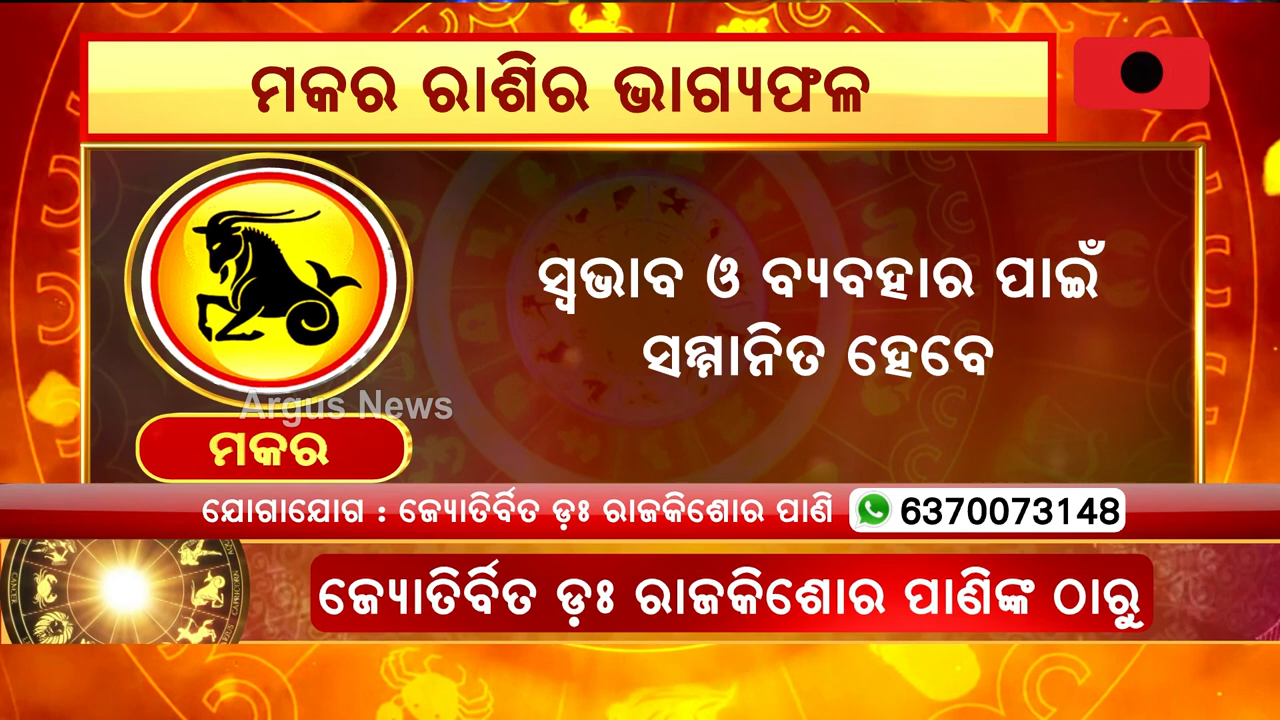 ମକର ରାଶିର ଭାଗ୍ୟଫଳ
ସ୍ୱଭାବ ଓ ବ୍ୟବହାର ପାଇଁ
ସମ୍ମାନିତ ହେବେ
Argus News
ମକର
ଯୋଗାଯୋଗ : ଜ୍ୟୋତିର୍ବିତ ଡ଼ଃ ରାଜକିଶୋର ପାଣି 6370073148
ଜ୍ୟୋତିର୍ବିତ ଡ଼ଃ ରାଜକିଶୋର ପାଣିଙ୍କ ଠାରୁ